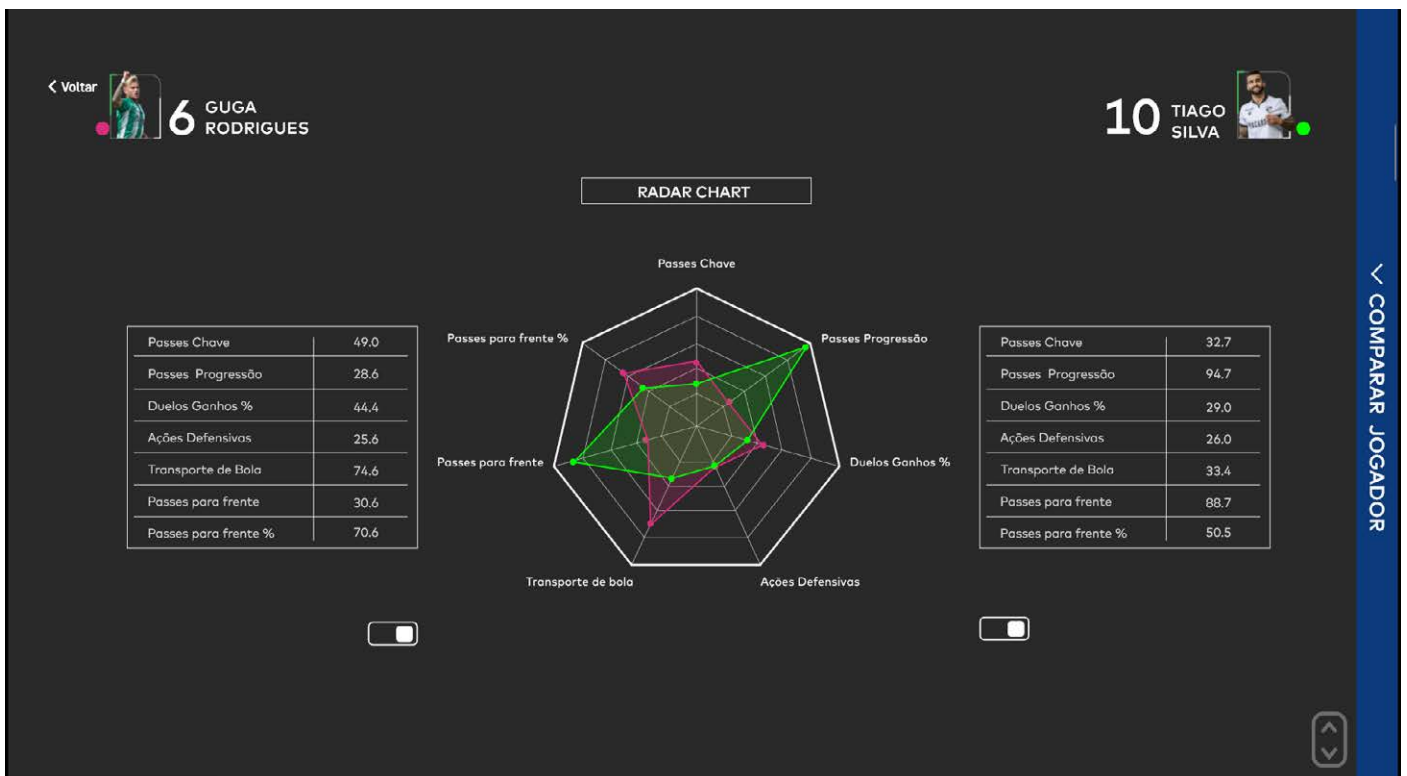 Voltar
6 GUGA
RODRIGUES
10 TIAGO
SILVA
RADAR CHART
Passes Chave 49.0
Passes Progressão 28.6
Duelos Ganhos % 44.4
Ações Defensivas 25.6
Transporte de Bola 74.6
Passes para frente 30.6
Passes para frente % 70.6
Passes Chave
Passes para frente %
Passes Progressão
Passes para frente
Duelos Ganhos %
Transporte de bola
Ações Defensivas
Passes Chave 32.7
Passes Progressão 94.7
Duelos Ganhos % 29.0
Ações Defensivas 26.0
Transporte de Bola 33.4
Passes para frente 88.7
Passes para frente % 50.5
COMPARAR JOGADOR